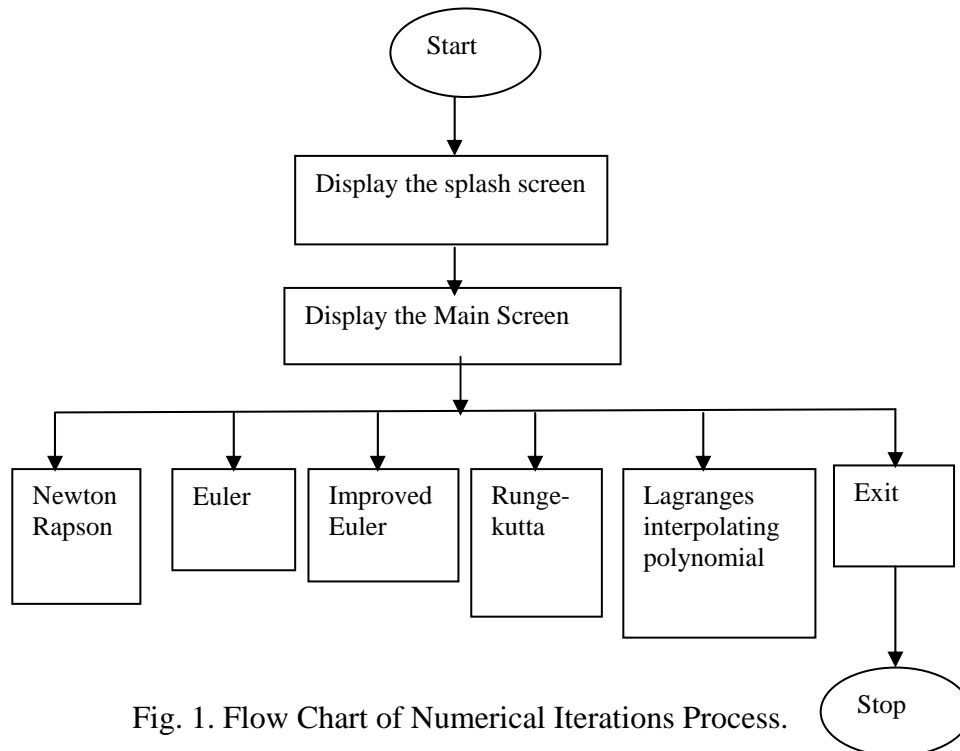 Start
Display the splash screen
Display the Main Screen
Newton
Rapson
Euler
Improved
Euler
Runge-
kutta
Lagranges
interpolating
polynomial
Exit
Stop
Fig. 1. Flow Chart of Numerical Iterations Process.